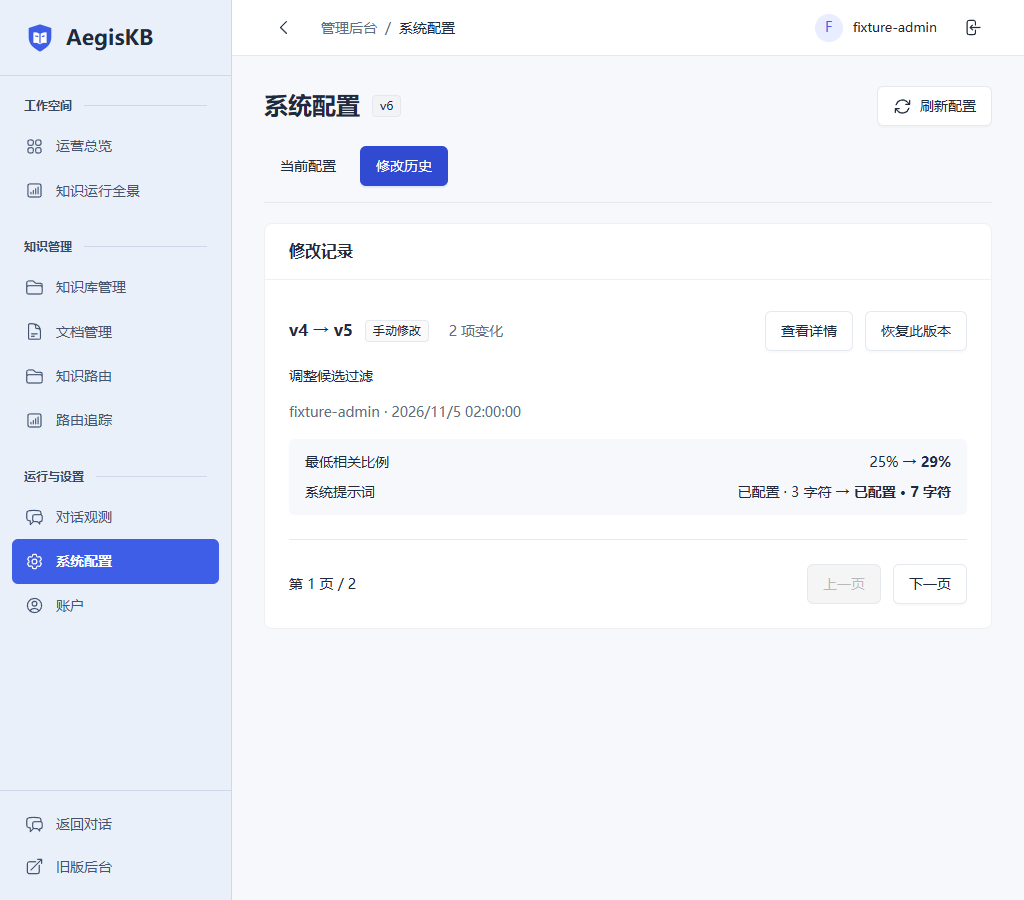 AegisKB
工作空间
运营总览
知识运行全景
知识管理
知识库管理
文档管理
知识路由
路由追踪
运行与设置
对话观测
系统配置
账户
返回对话
旧版后台
管理后台 / 系统配置
F fixture-admin
系统配置 v6
刷新配置
当前配置 修改历史
修改记录
v4 → v5 手动修改 2 项变化
查看详情 恢复此版本
调整候选过滤
fixture-admin · 2026/11/5 02:00:00
最低相关比例 25% → 29%
系统提示词 已配置 · 3 字符 → 已配置 • 7 字符
第 1 页 / 2
上一页 下一页